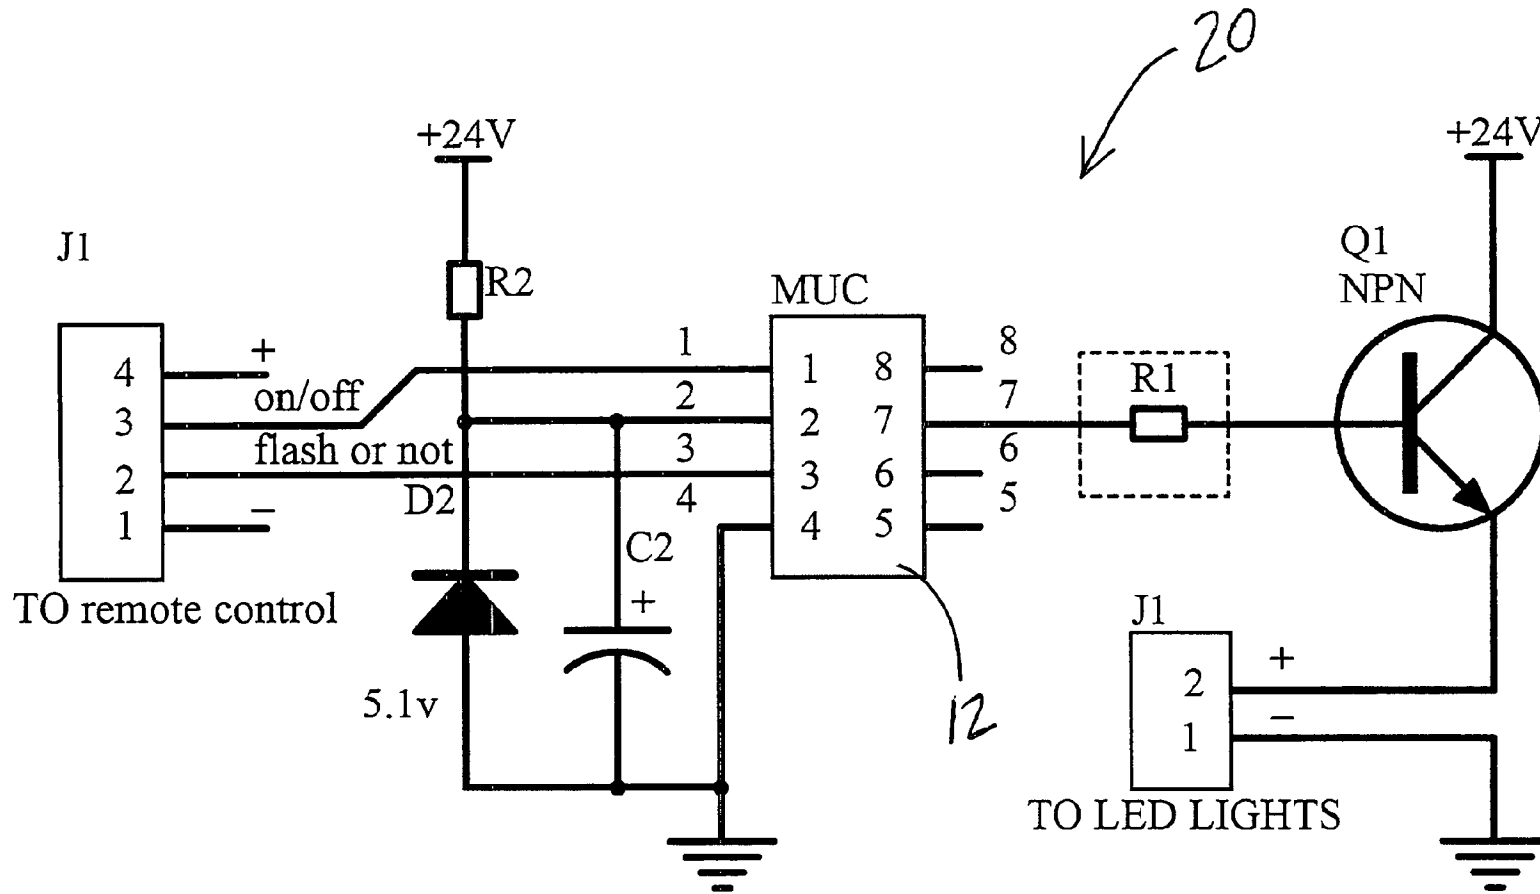 20
+24V
+24V
J1
Q1
NPN
R2
MUC
4 +
on/off
3
flash or not
2
1 −
TO remote control
1
2
3
4
1 8
2 7
3 6
4 5
8
7
6
5
R1
D2
5.1v
C2
+
12
J1
2 +
1 −
TO LED LIGHTS